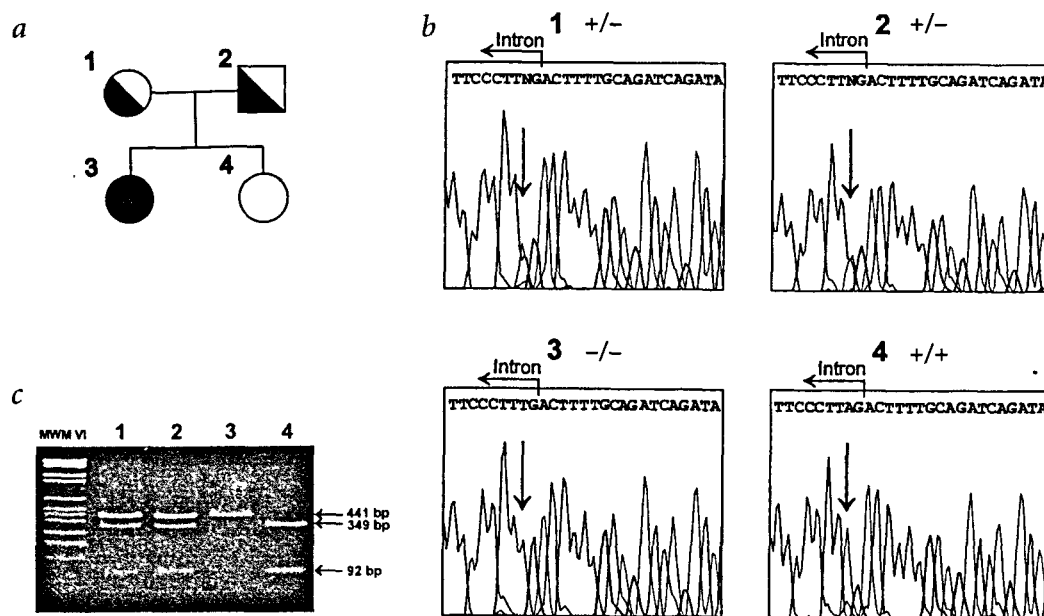 a
1
2
3
4
b
1 +/−
Intron
TTCCCTTNGACTTTTGCAGATCAGATA
2 +/−
Intron
TTCCCTTNGACTTTTGCAGATCAGATA
3 −/−
Intron
TTCCCTTTGACTTTTGCAGATCAGATA
4 +/+
Intron
TTCCCTTAGACTTTTGCAGATCAGATA
c
MWM VI 1 2 3 4
441 bp
349 bp
92 bp